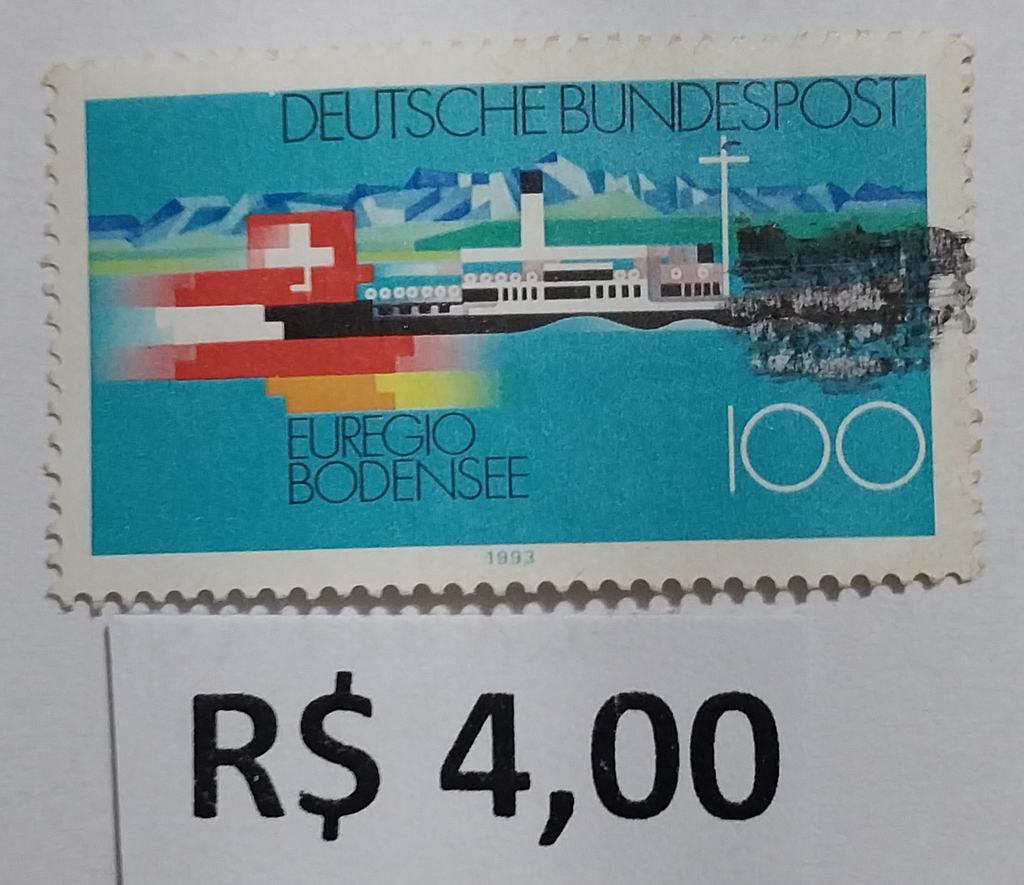 DEUTSCHE BUNDESPOST
EUREGIO
BODENSEE
100
1993
R$ 4,00